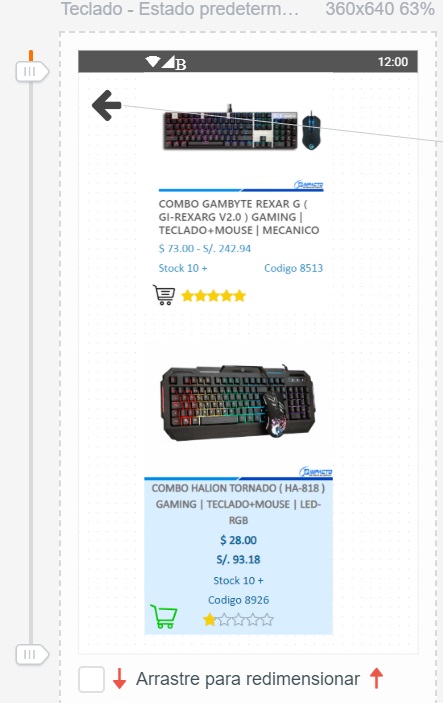 Teclado - Estado predeterm... 360x640 63%
B 12:00
COMBO GAMBYTE REXAR G (
GI-REXARG V2.0 ) GAMING |
TECLADO+MOUSE | MECANICO
$ 73.00 - S/. 242.94
Stock 10 + Codigo 8513
COMBO HALION TORNADO ( HA-818 )
GAMING | TECLADO+MOUSE | LED-
RGB
$ 28.00
S/. 93.18
Stock 10 +
Codigo 8926
Arrastre para redimensionar